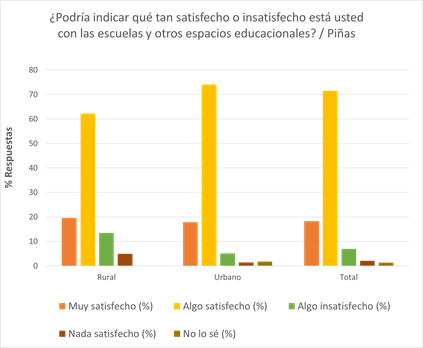 ¿Podría indicar qué tan satisfecho o insatisfecho está usted
con las escuelas y otros espacios educacionales? / Piñas
80
70
60
50
40
30
20
10
0
% Respuestas
Rural Urbano Total
Muy satisfecho (%) Algo satisfecho (%) Algo insatisfecho (%)
Nada satisfecho (%) No lo sé (%)